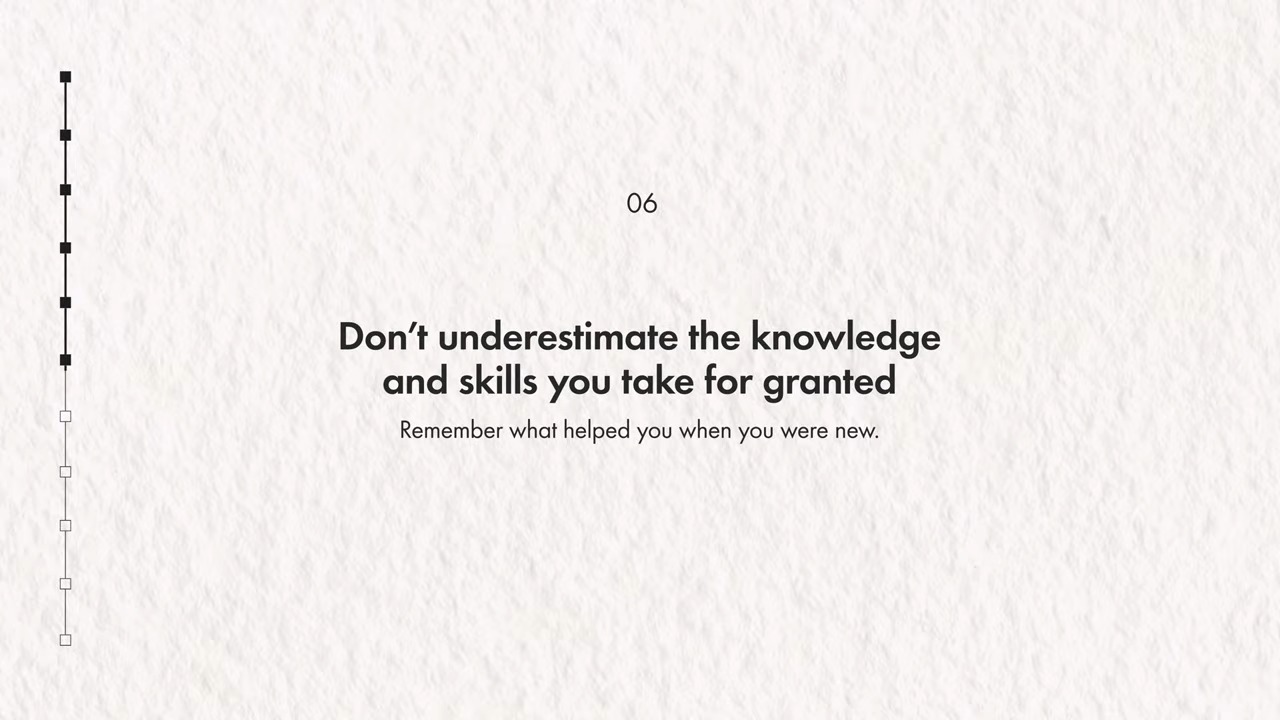 06
Don’t underestimate the knowledge
and skills you take for granted
Remember what helped you when you were new.